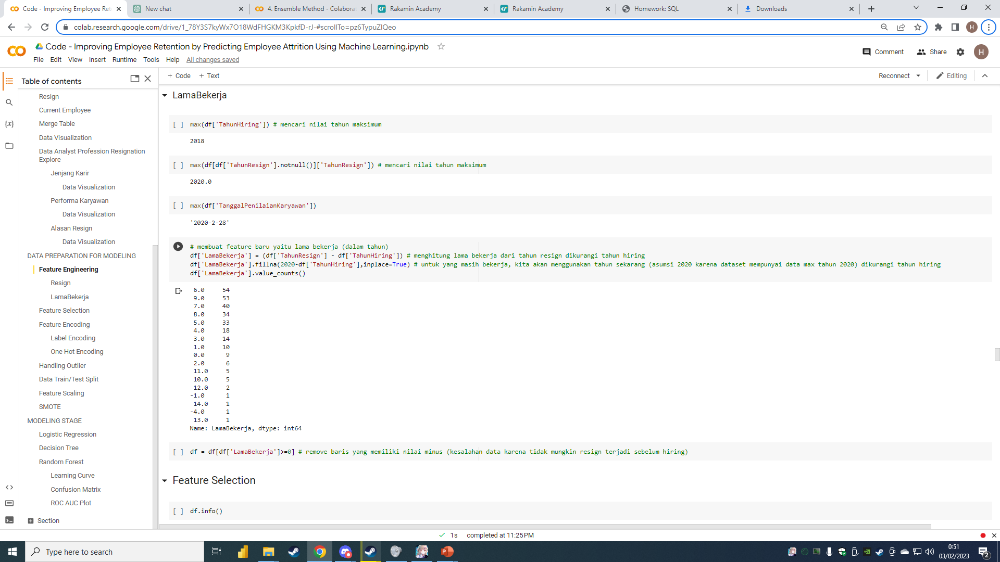 Code - Improving Employee Ret
New chat
4. Ensemble Method - Colaborat
Rakamin Academy
Rakamin Academy
Homework: SQL
Downloads
colab.research.google.com/drive/1_78Y3S7kyWx7O18WdFHGKM3KpkfD-rJ-#scrollTo=pz6TypuZIQeo
H
Code - Improving Employee Retention by Predicting Employee Attrition Using Machine Learning.ipynb
Comment
Share
H
File Edit View Insert Runtime Tools Help All changes saved
Table of contents
+ Code + Text
Reconnect
Editing
Resign
Current Employee
Merge Table
Data Visualization
Data Analyst Profession Resignation
Explore
Jenjang Karir
Data Visualization
Performa Karyawan
Data Visualization
Alasan Resign
Data Visualization
DATA PREPARATION FOR MODELING
Feature Engineering
Resign
LamaBekerja
Feature Selection
Feature Encoding
Label Encoding
One Hot Encoding
Handling Outlier
Data Train/Test Split
Feature Scaling
SMOTE
MODELING STAGE
Logistic Regression
Decision Tree
Random Forest
Learning Curve
Confusion Matrix
ROC AUC Plot
Section
{x}
LamaBekerja
[ ] max(df['TahunHiring']) # mencari nilai tahun maksimum
2018
[ ] max(df[df['TahunResign'].notnull()]['TahunResign']) # mencari nilai tahun maksimum
2020.0
[ ] max(df['TanggalPenilaianKaryawan'])
'2020-2-28'
# membuat feature baru yaitu lama bekerja (dalam tahun)
df['LamaBekerja'] = (df['TahunResign'] - df['TahunHiring']) # menghitung lama bekerja dari tahun resign dikurangi tahun hiring
df['LamaBekerja'].fillna(2020-df['TahunHiring'],inplace=True) # untuk yang masih bekerja, kita akan menggunakan tahun sekarang (asumsi 2020 karena dataset mempunyai data max tahun 2020) dikurangi tahun hiring
df['LamaBekerja'].value_counts()
6.0 54
9.0 53
7.0 40
8.0 34
5.0 33
4.0 18
3.0 14
1.0 10
0.0 9
2.0 6
11.0 5
10.0 5
12.0 2
-1.0 1
14.0 1
-4.0 1
13.0 1
Name: LamaBekerja, dtype: int64
[ ] df = df[df['LamaBekerja']>=0] # remove baris yang memiliki nilai minus (kesalahan data karena tidak mungkin resign terjadi sebelum hiring)
Feature Selection
[ ] df.info()
1s completed at 11:25 PM
Type here to search
0:51
03/02/2023
2